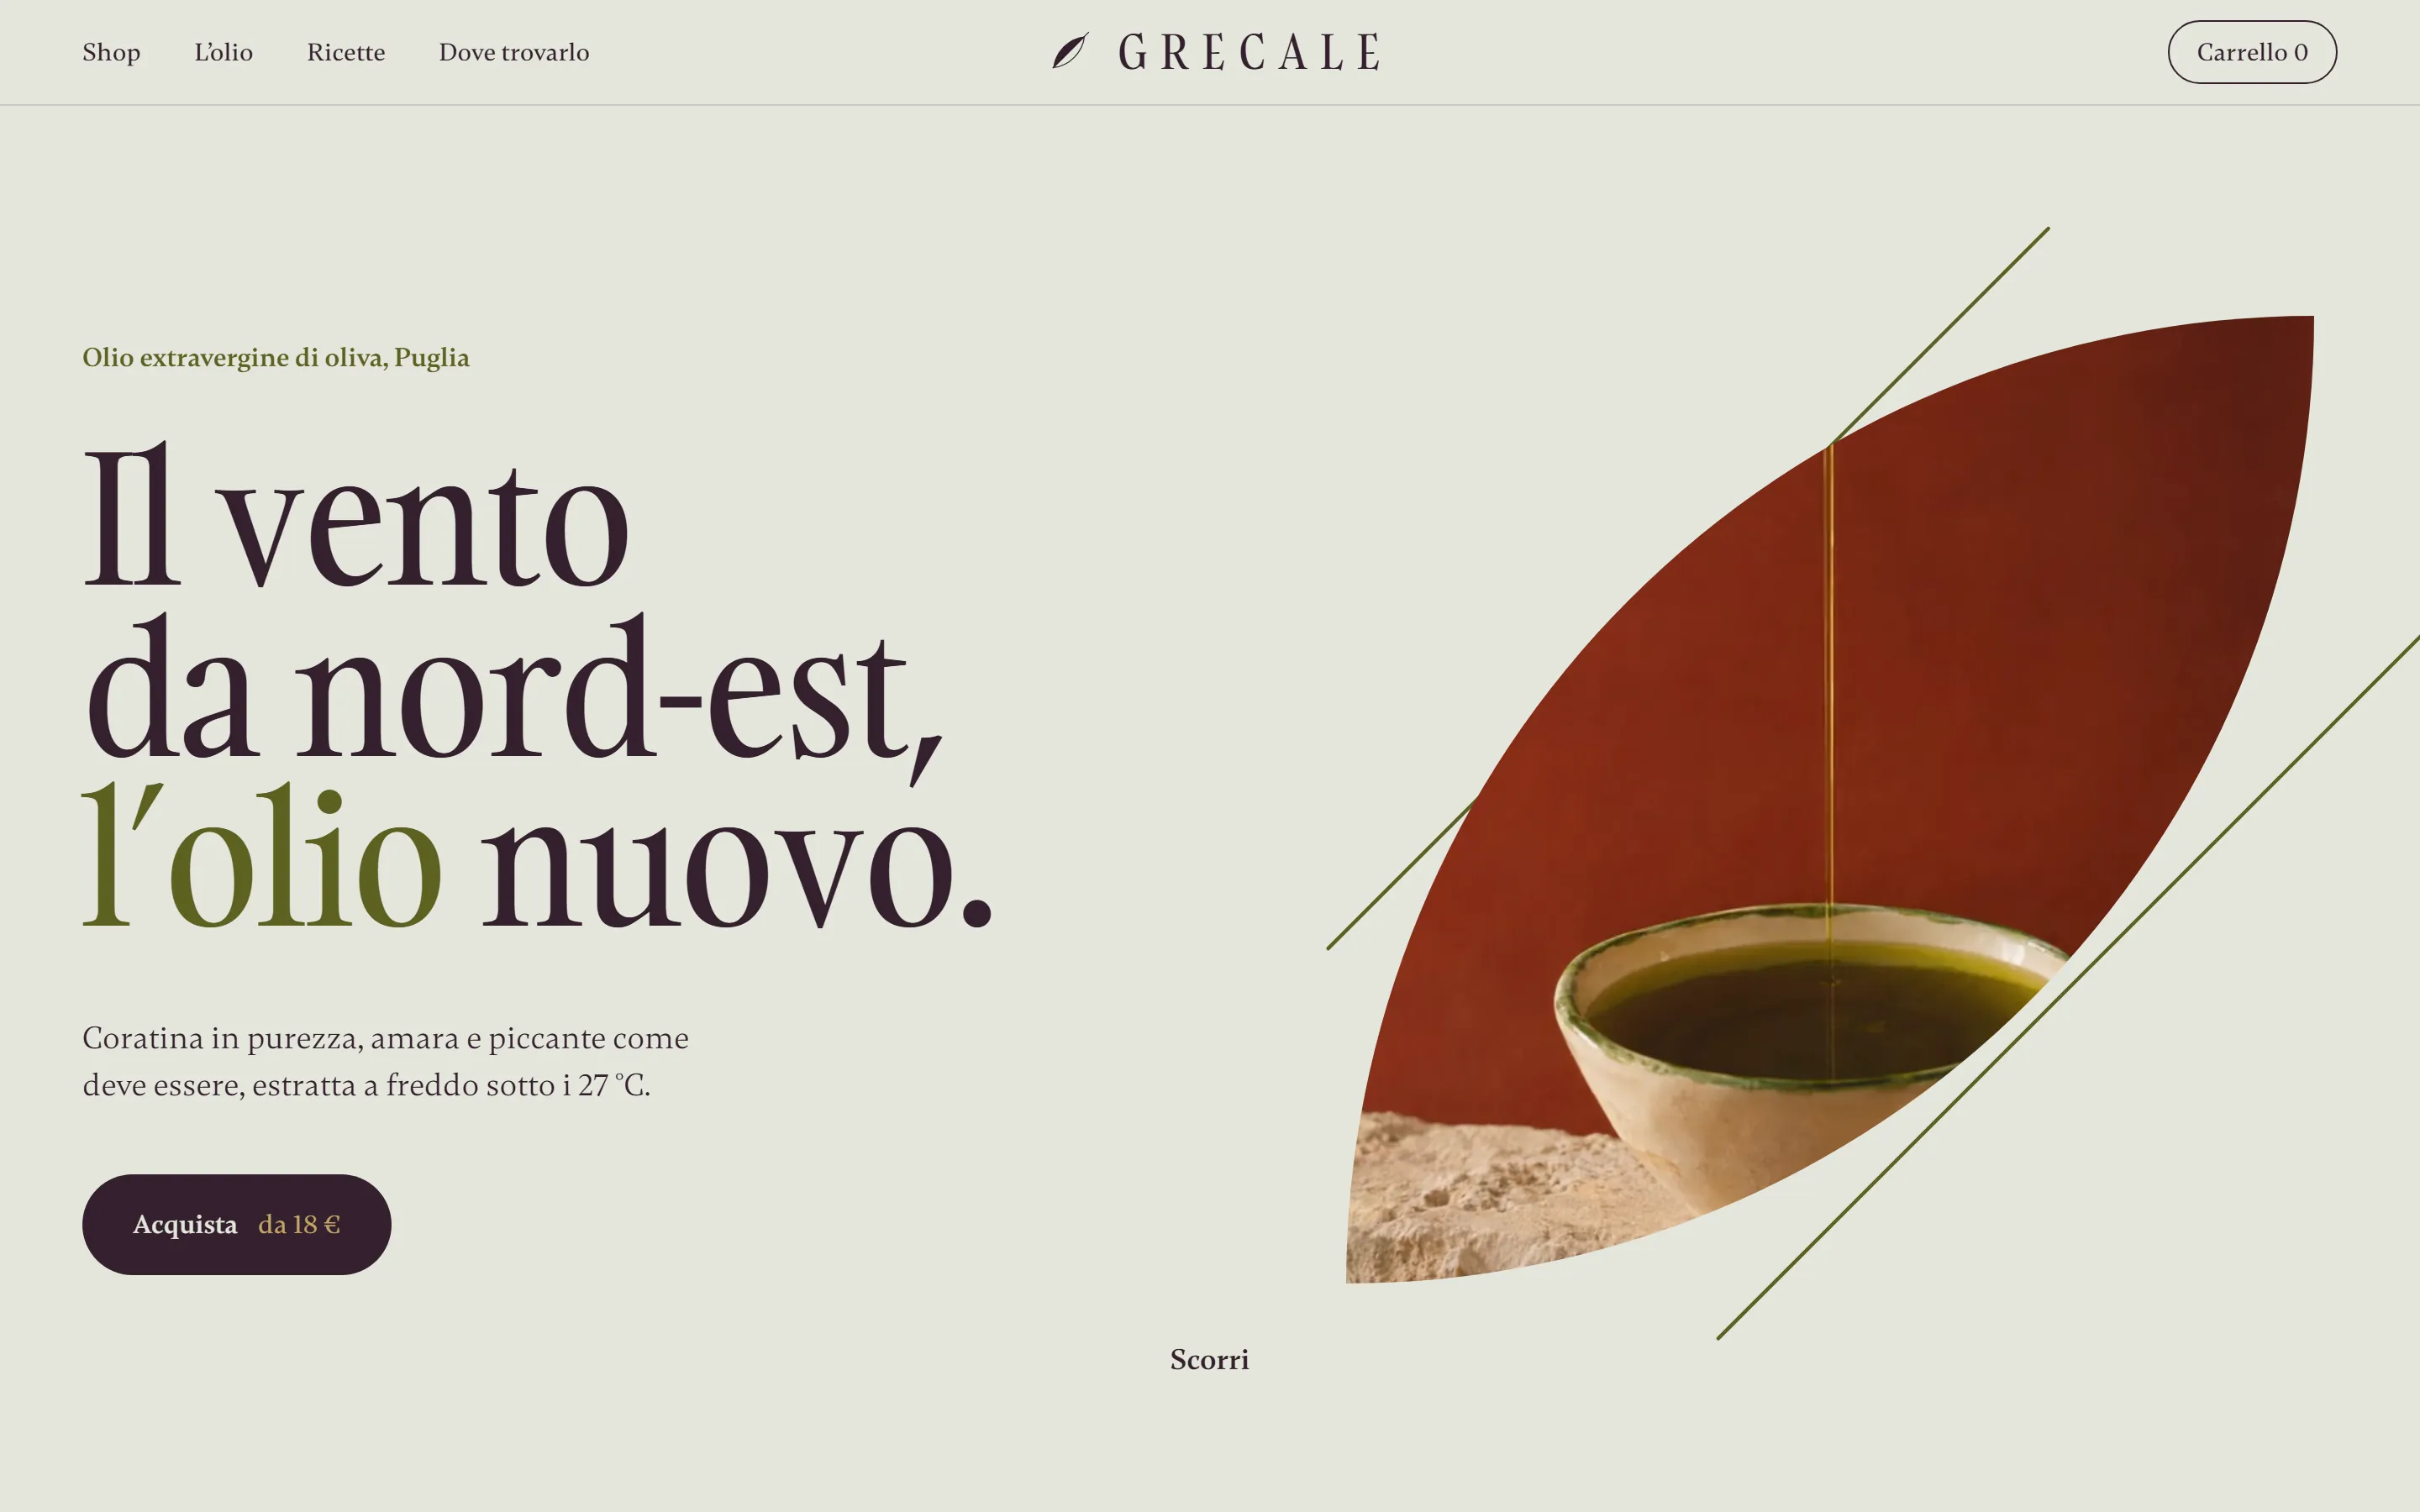 Shop
L’olio
Ricette
Dove trovarlo
GRECALE
Carrello 0
Olio extravergine di oliva, Puglia
Il vento
da nord-est,
l’olio nuovo.
Coratina in purezza, amara e piccante come
deve essere, estratta a freddo sotto i 27 °C.
Acquista da 18 €
Scorri